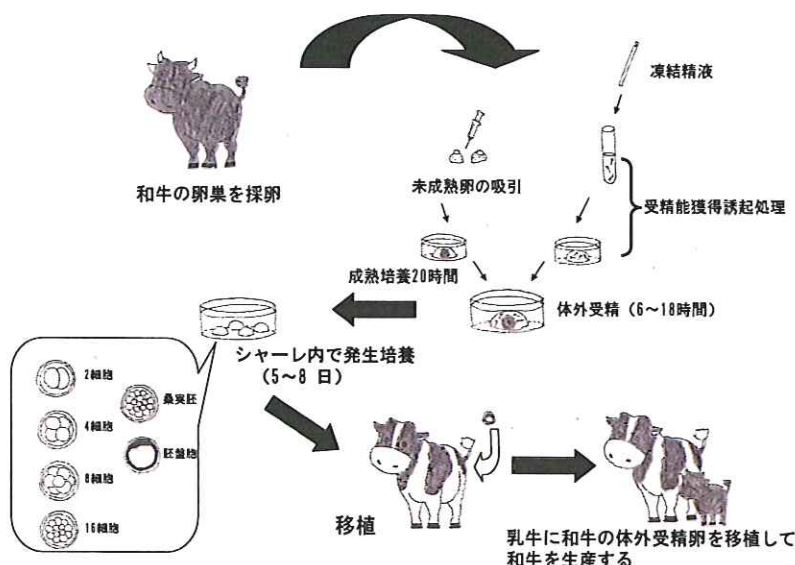 和牛の卵巣を採卵
凍結精液
未成熟卵の吸引
受精能獲得誘起処理
成熟培養20時間
体外受精（6～18時間）
シャーレ内で発生培養
（5～8 日）
2細胞
桑実胚
4細胞
胚盤胞
8細胞
16細胞
移植
乳牛に和牛の体外受精卵を移植して
和牛を生産する